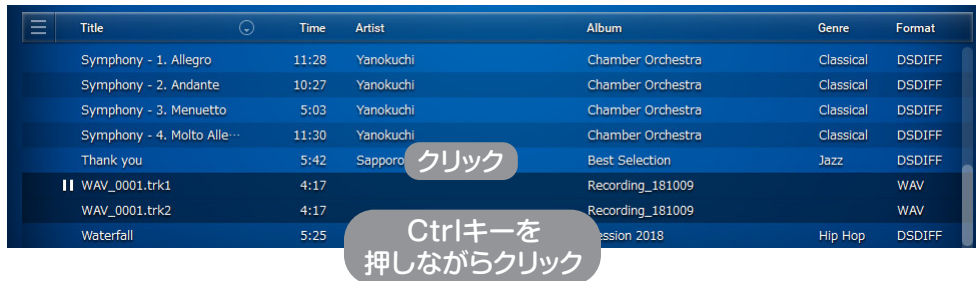 Title Time Artist Album Genre Format
Symphony - 1. Allegro 11:28 Yanokuchi Chamber Orchestra Classical DSDIFF
Symphony - 2. Andante 10:27 Yanokuchi Chamber Orchestra Classical DSDIFF
Symphony - 3. Menuetto 5:03 Yanokuchi Chamber Orchestra Classical DSDIFF
Symphony - 4. Molto Alle… 11:30 Yanokuchi Chamber Orchestra Classical DSDIFF
Thank you 5:42 Sapporo クリック Best Selection Jazz DSDIFF
WAV_0001.trk1 4:17 Recording_181009 WAV
WAV_0001.trk2 4:17 Recording_181009 WAV
Waterfall 5:25 ession 2018 Hip Hop DSDIFF
Ctrlキーを
押しながらクリック